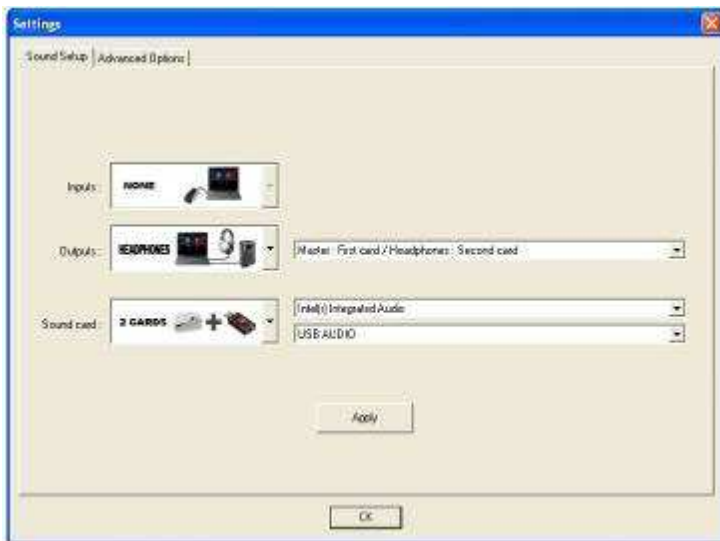 Settings
Sound Setup
Advanced Options
Inputs :
NONE
Outputs :
HEADPHONES
Master : First card / Headphones : Second card
Sound card :
2 CARDS
Intel(r) Integrated Audio
USB AUDIO
Apply
OK